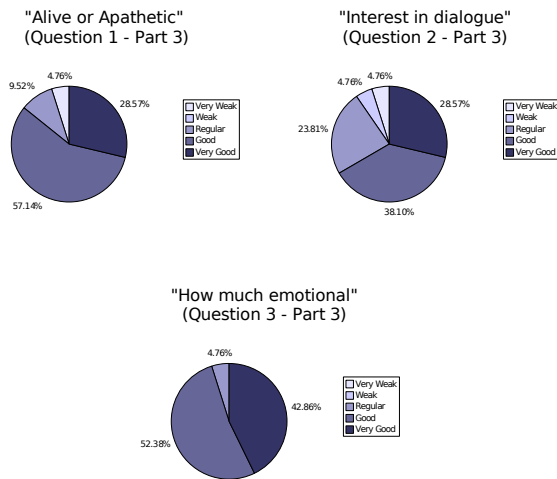 "Alive or Apathetic"
(Question 1 - Part 3)
4.76%
9.52%
28.57%
57.14%
Very Weak
Weak
Regular
Good
Very Good
"Interest in dialogue"
(Question 2 - Part 3)
4.76%
4.76%
28.57%
23.81%
38.10%
Very Weak
Weak
Regular
Good
Very Good
"How much emotional"
(Question 3 - Part 3)
4.76%
42.86%
52.38%
Very Weak
Weak
Regular
Good
Very Good